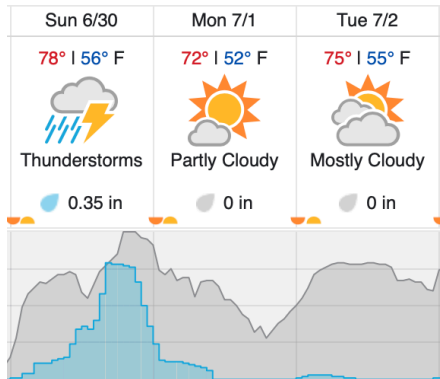 Sun 6/30 Mon 7/1 Tue 7/2
78° | 56° F 72° | 52° F 75° | 55° F
Thunderstorms Partly Cloudy Mostly Cloudy
0.35 in 0 in 0 in